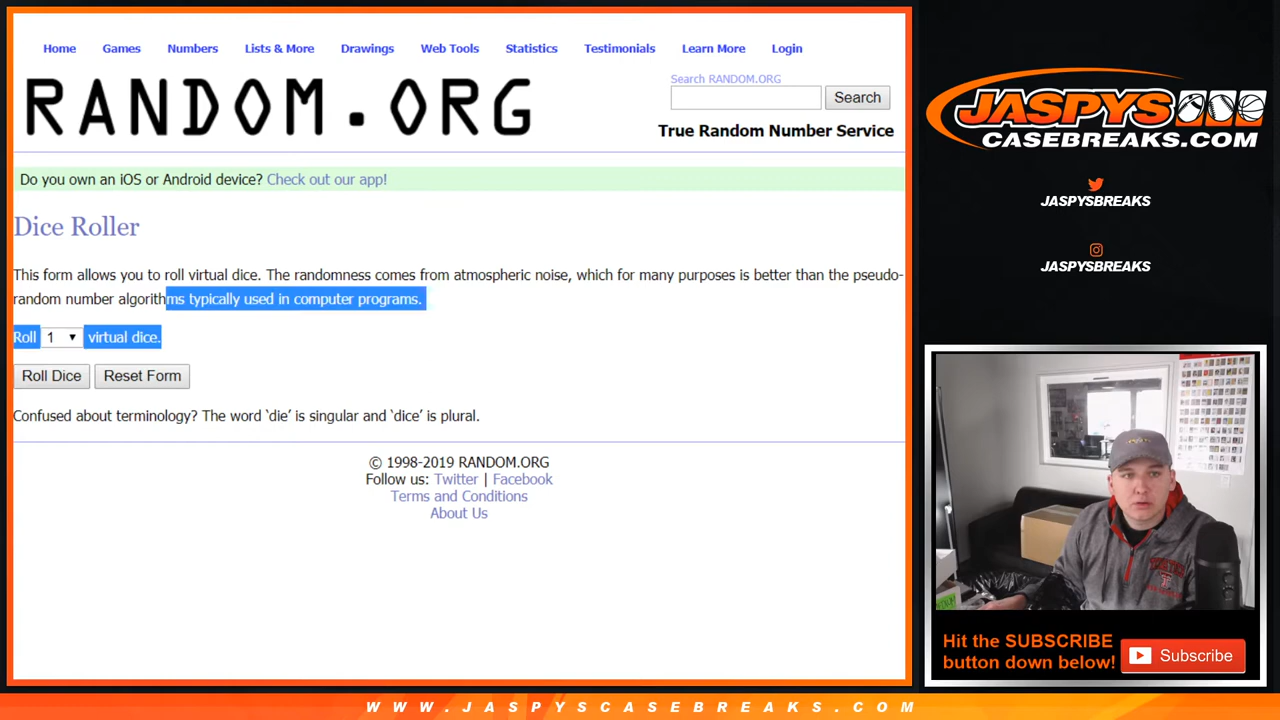 Home Games Numbers Lists & More Drawings Web Tools Statistics Testimonials Learn More Login
RANDOM.ORG
Search RANDOM.ORG
Search
True Random Number Service
Do you own an iOS or Android device? Check out our app!
Dice Roller
This form allows you to roll virtual dice. The randomness comes from atmospheric noise, which for many purposes is better than the pseudo-
random number algorithms typically used in computer programs.
Roll 1 virtual dice.
Roll Dice Reset Form
Confused about terminology? The word ‘die’ is singular and ‘dice’ is plural.
© 1998-2019 RANDOM.ORG
Follow us: Twitter | Facebook
Terms and Conditions
About Us
JASPYS
CASEBREAKS.COM
JASPYSBREAKS
JASPYSBREAKS
Hit the SUBSCRIBE
button down below!
Subscribe
WWW.JASPYSCASEBREAKS.COM